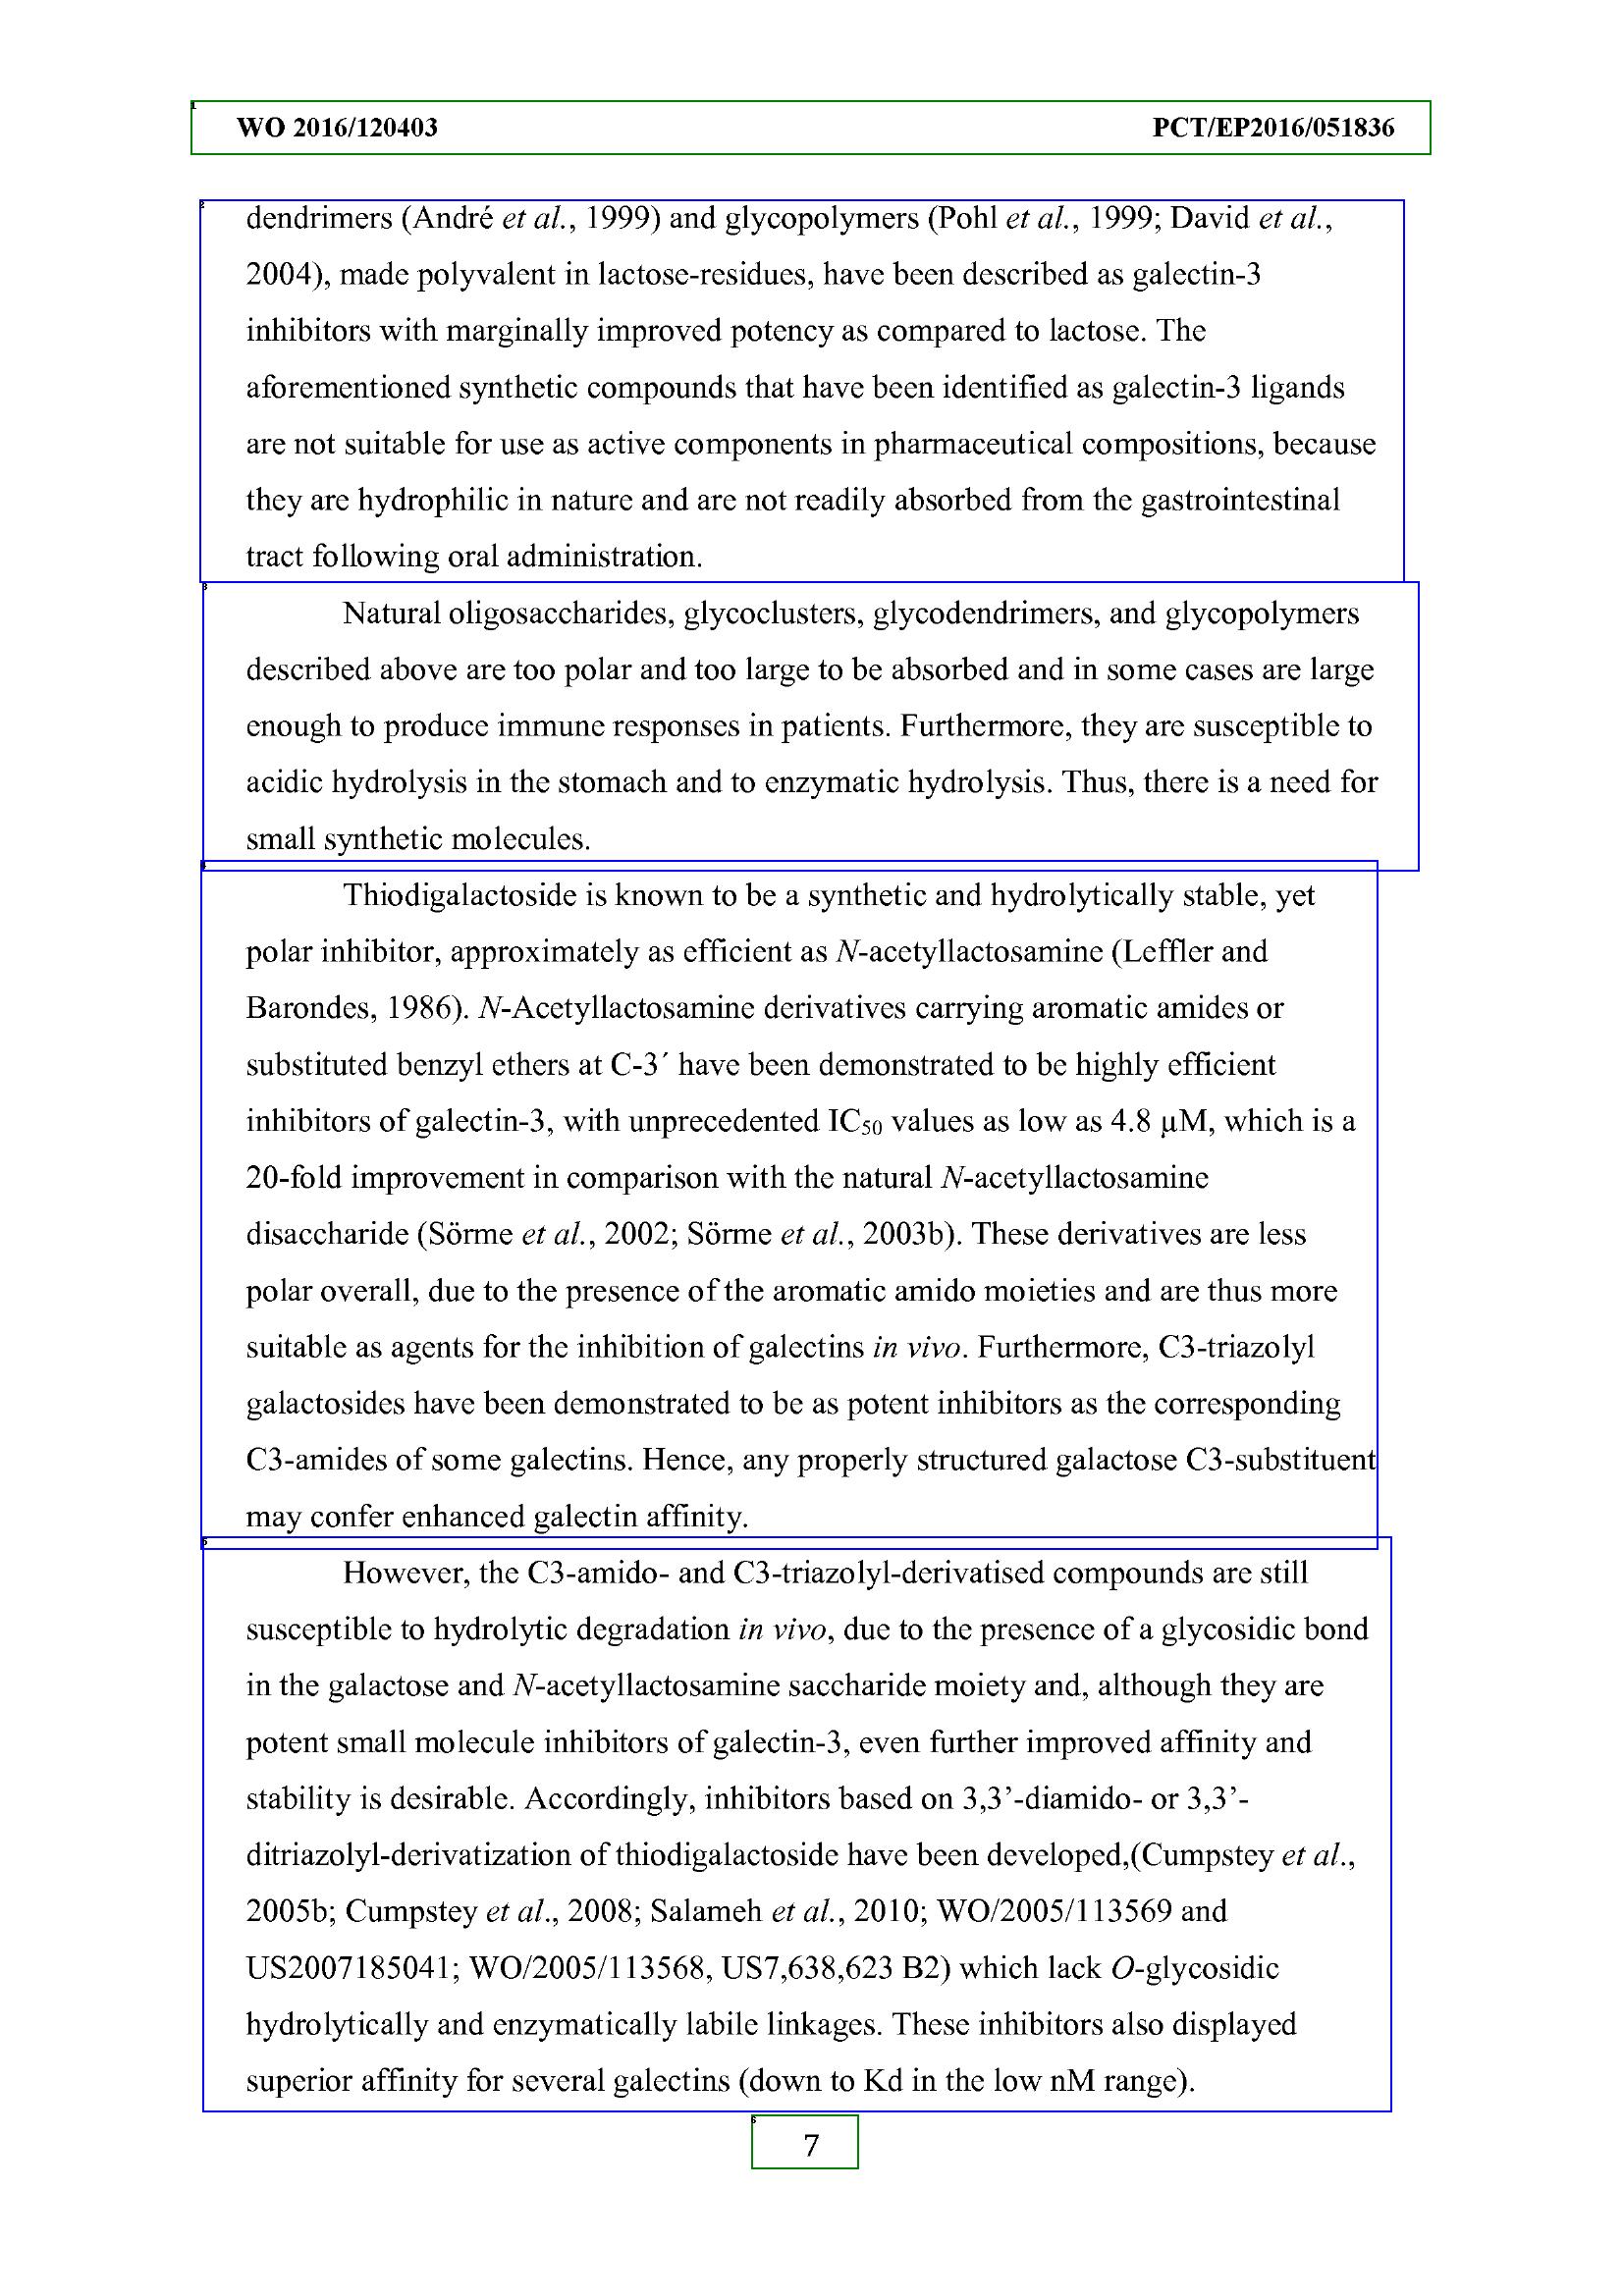 WO 2016/120403 PCT/EP2016/051836
dendrimers (André et al., 1999) and glycopolymers (Pohl et al., 1999; David et al.,
2004), made polyvalent in lactose-residues, have been described as galectin-3
inhibitors with marginally improved potency as compared to lactose. The
aforementioned synthetic compounds that have been identified as galectin-3 ligands
are not suitable for use as active components in pharmaceutical compositions, because
they are hydrophilic in nature and are not readily absorbed from the gastrointestinal
tract following oral administration.
Natural oligosaccharides, glycoclusters, glycodendrimers, and glycopolymers
described above are too polar and too large to be absorbed and in some cases are large
enough to produce immune responses in patients. Furthermore, they are susceptible to
acidic hydrolysis in the stomach and to enzymatic hydrolysis. Thus, there is a need for
small synthetic molecules.
Thiodigalactoside is known to be a synthetic and hydrolytically stable, yet
polar inhibitor, approximately as efficient as N-acetyllactosamine (Leffler and
Barondes, 1986). N-Acetyllactosamine derivatives carrying aromatic amides or
substituted benzyl ethers at C-3´ have been demonstrated to be highly efficient
inhibitors of galectin-3, with unprecedented IC50 values as low as 4.8 µM, which is a
20-fold improvement in comparison with the natural N-acetyllactosamine
disaccharide (Sörme et al., 2002; Sörme et al., 2003b). These derivatives are less
polar overall, due to the presence of the aromatic amido moieties and are thus more
suitable as agents for the inhibition of galectins in vivo. Furthermore, C3-triazolyl
galactosides have been demonstrated to be as potent inhibitors as the corresponding
C3-amides of some galectins. Hence, any properly structured galactose C3-substituent
may confer enhanced galectin affinity.
However, the C3-amido- and C3-triazolyl-derivatised compounds are still
susceptible to hydrolytic degradation in vivo, due to the presence of a glycosidic bond
in the galactose and N-acetyllactosamine saccharide moiety and, although they are
potent small molecule inhibitors of galectin-3, even further improved affinity and
stability is desirable. Accordingly, inhibitors based on 3,3’-diamido- or 3,3’-
ditriazolyl-derivatization of thiodigalactoside have been developed,(Cumpstey et al.,
2005b; Cumpstey et al., 2008; Salameh et al., 2010; WO/2005/113569 and
US2007185041; WO/2005/113568, US7,638,623 B2) which lack O-glycosidic
hydrolytically and enzymatically labile linkages. These inhibitors also displayed
superior affinity for several galectins (down to Kd in the low nM range).
7